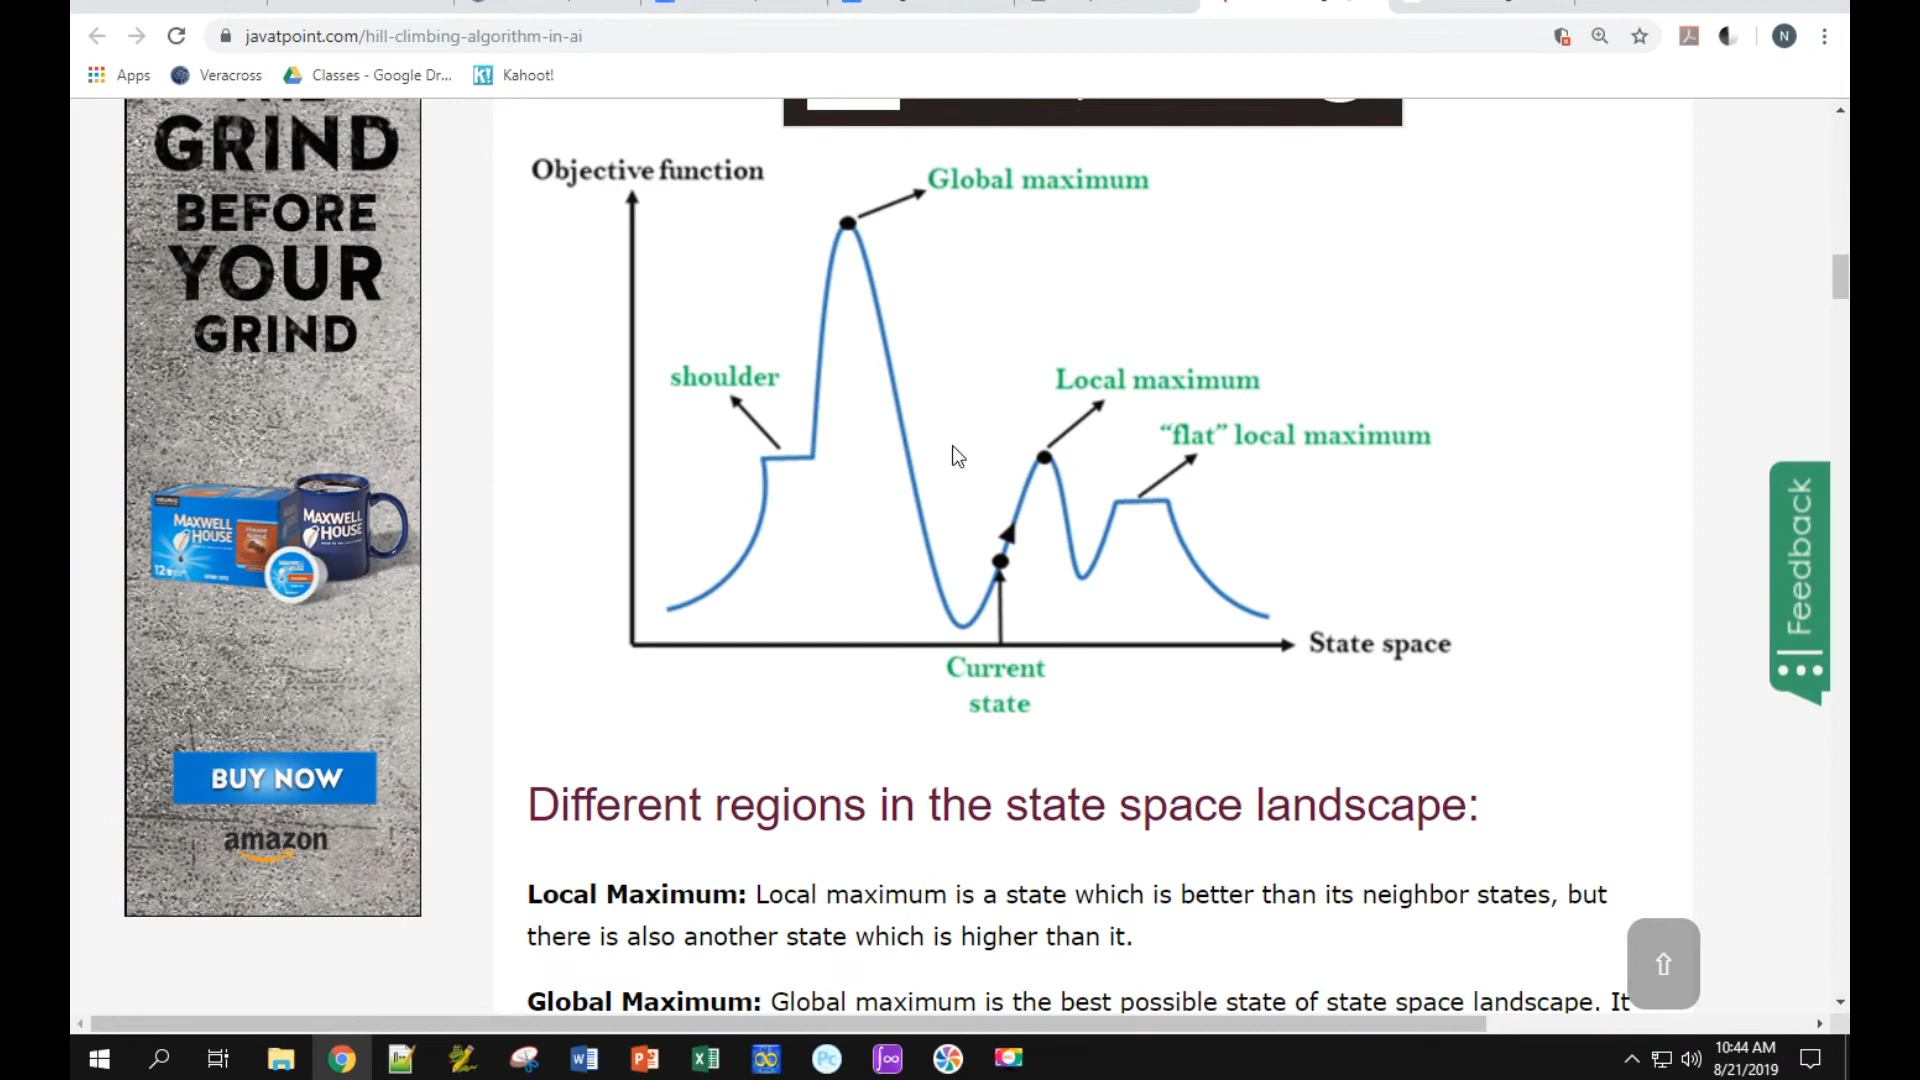 javatpoint.com/hill-climbing-algorithm-in-ai
N
Apps
Veracross
Classes - Google Dr...
Kahoot!
GRIND
BEFORE
YOUR
GRIND
MAXWELL
HOUSE
MAXWELL
HOUSE
12
BUY NOW
amazon
Objective function
Global maximum
shoulder
Local maximum
“flat” local maximum
State space
Current
state
Feedback
Different regions in the state space landscape:
Local Maximum: Local maximum is a state which is better than its neighbor states, but
there is also another state which is higher than it.
Global Maximum: Global maximum is the best possible state of state space landscape. It
10:44 AM
8/21/2019